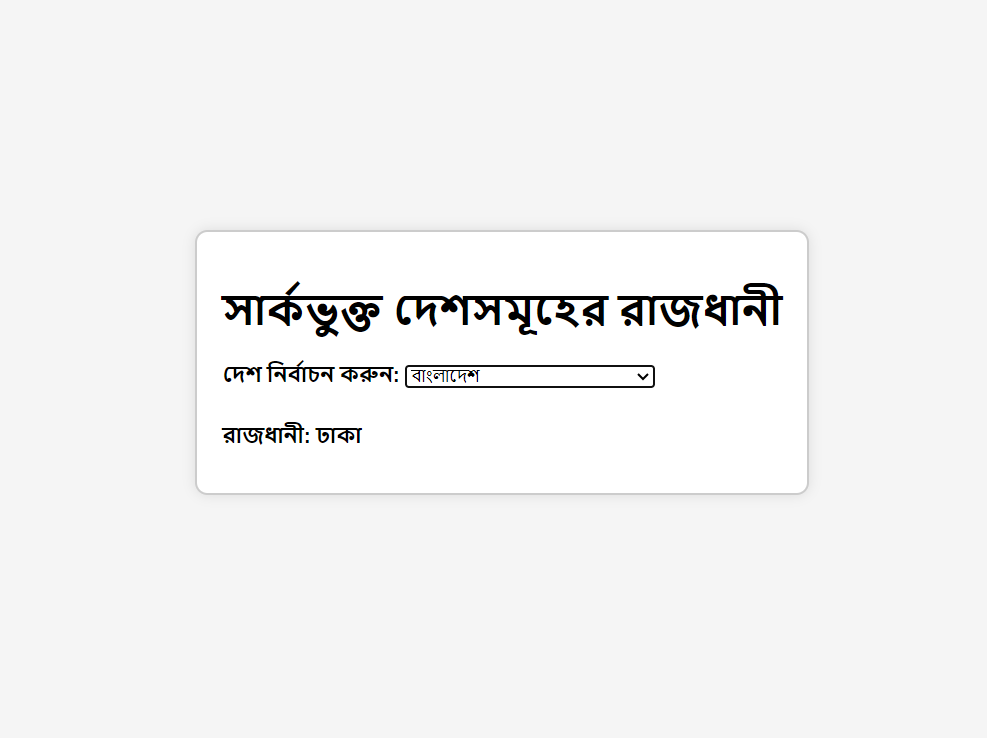 সার্কভুক্ত দেশসমূহের রাজধানী
দেশ নির্বাচন করুন: বাংলাদেশ
রাজধানী: ঢাকা